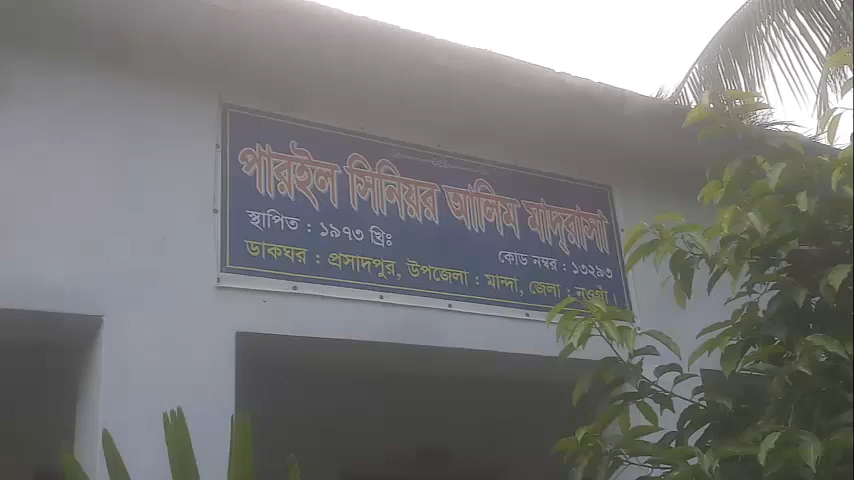 পারইল সিনিয়র আলিম মাদ্রাসা
স্থাপিত : ১৯৭৩ খ্রিঃ
কোড নম্বর : ১৩২৯৩
ডাকঘর : প্রসাদপুর, উপজেলা : মান্দা, জেলা : নওগাঁ।